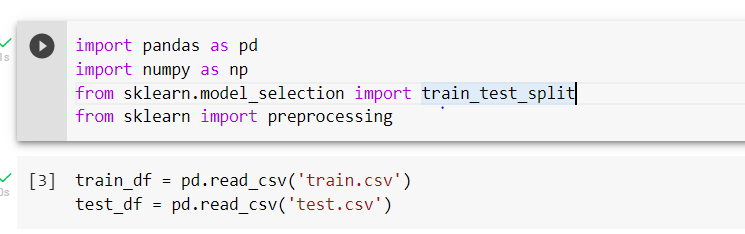 import pandas as pd
import numpy as np
from sklearn.model_selection import train_test_split
from sklearn import preprocessing
1s
[3] train_df = pd.read_csv('train.csv')
test_df = pd.read_csv('test.csv')
0s